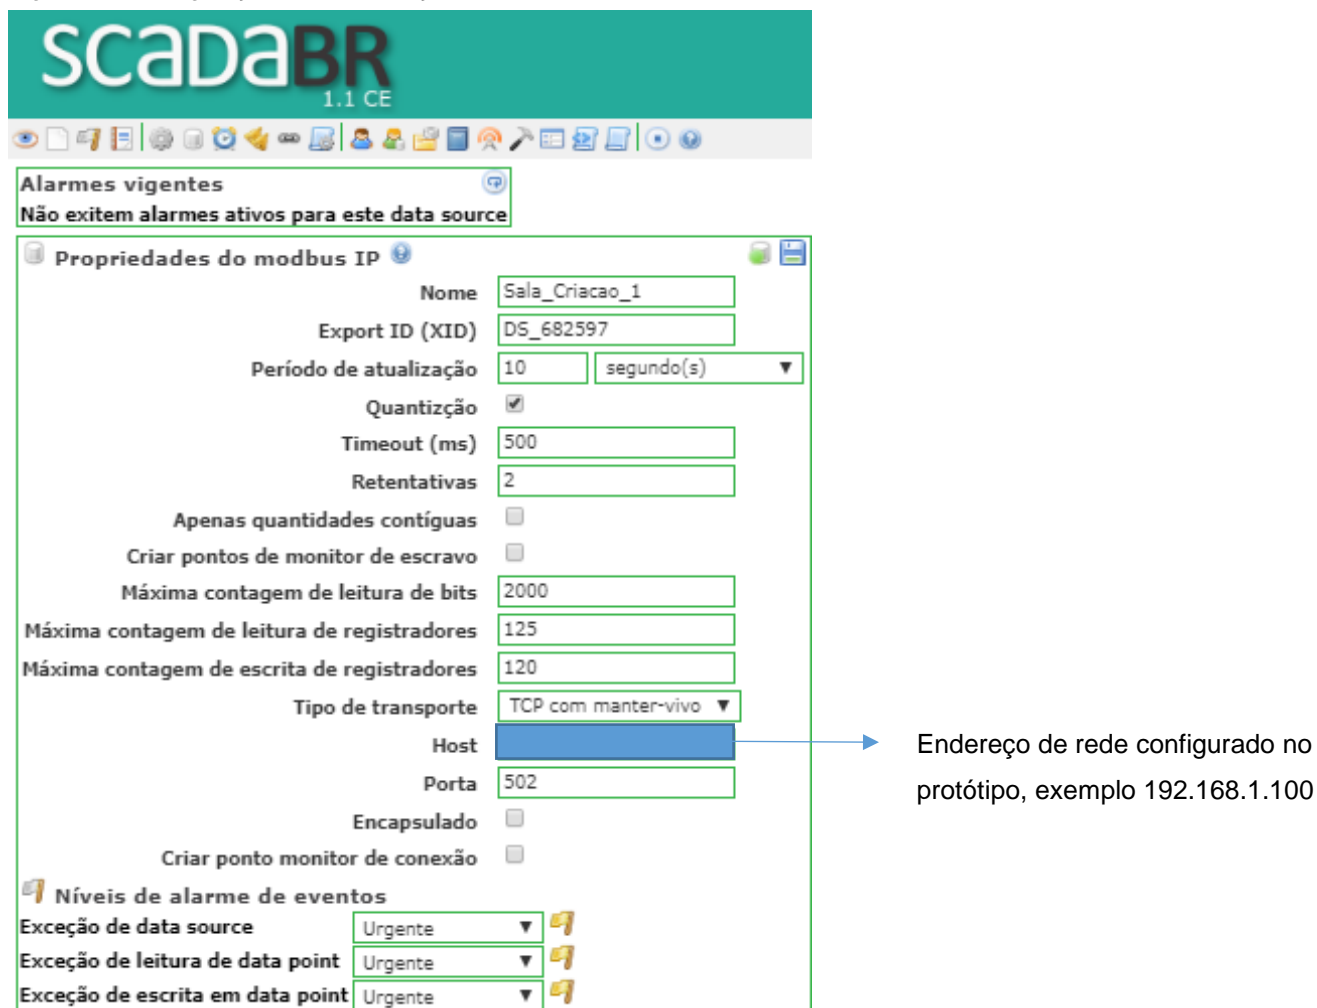 scaDaBR
1.1 CE
Alarmes vigentes
Não exitem alarmes ativos para este data source
Propriedades do modbus IP
Nome Sala_Criacao_1
Export ID (XID) DS_682597
Período de atualização 10 segundo(s)
Quantizção
Timeout (ms) 500
Retentativas 2
Apenas quantidades contíguas
Criar pontos de monitor de escravo
Máxima contagem de leitura de bits 2000
Máxima contagem de leitura de registradores 125
Máxima contagem de escrita de registradores 120
Tipo de transporte TCP com manter-vivo
Host
Endereço de rede configurado no
protótipo, exemplo 192.168.1.100
Porta 502
Encapsulado
Criar ponto monitor de conexão
Níveis de alarme de eventos
Exceção de data source Urgente
Exceção de leitura de data point Urgente
Exceção de escrita em data point Urgente